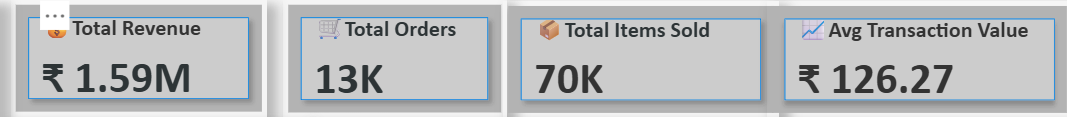 Total Revenue
₹ 1.59M
Total Orders
13K
Total Items Sold
70K
Avg Transaction Value
₹ 126.27